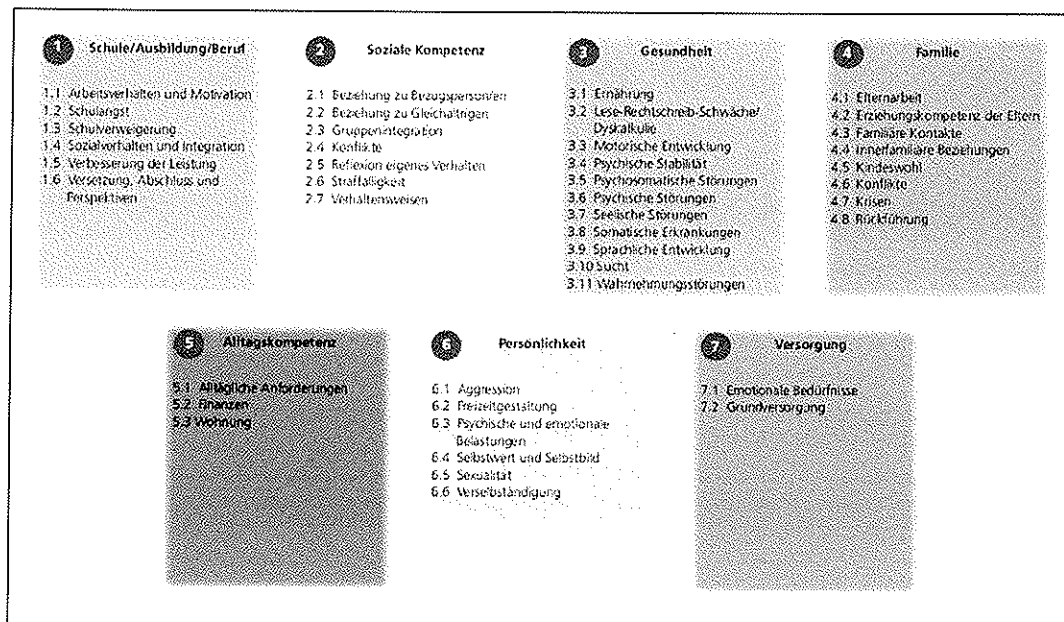 1 Schule/Ausbildung/Beruf
1.1 Arbeitsverhalten und Motivation
1.2 Schulangst
1.3 Schulverweigerung
1.4 Sozialverhalten und Integration
1.5 Verbesserung der Leistung
1.6 Versetzung, Abschluss und
Perspektiven
2 Soziale Kompetenz
2.1 Beziehung zu Bezugsperson/en
2.2 Beziehung zu Gleichaltrigen
2.3 Gruppenintegration
2.4 Konflikte
2.5 Reflexion eigenes Verhalten
2.6 Straffälligkeit
2.7 Verhaltensweisen
3 Gesundheit
3.1 Ernährung
3.2 Lese-Rechtschreib-Schwäche/
Dyskalkulie
3.3 Motorische Entwicklung
3.4 Psychische Stabilität
3.5 Psychosomatische Störungen
3.6 Psychische Störungen
3.7 Seelische Störungen
3.8 Somatische Erkrankungen
3.9 Sprachliche Entwicklung
3.10 Sucht
3.11 Wahrnehmungsstörungen
4 Familie
4.1 Elternarbeit
4.2 Erziehungskompetenz der Eltern
4.3 Familiäre Kontakte
4.4 Innerfamiliäre Beziehungen
4.5 Kindeswohl
4.6 Konflikte
4.7 Krisen
4.8 Rückführung
5 Alltagskompetenz
5.1 Alltägliche Anforderungen
5.2 Finanzen
5.3 Wohnung
6 Persönlichkeit
6.1 Aggression
6.2 Freizeitgestaltung
6.3 Psychische und emotionale
Belastungen
6.4 Selbstwert und Selbstbild
6.5 Sexualität
6.6 Verselbständigung
7 Versorgung
7.1 Emotionale Bedürfnisse
7.2 Grundversorgung